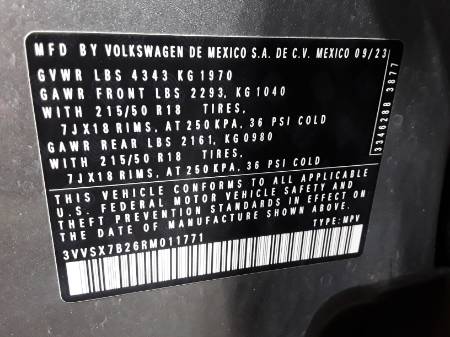 MFD BY VOLKSWAGEN DE MEXICO S.A. DE C.V. MEXICO 09/23
GVWR LBS 4343 KG 1970
GAWR FRONT LBS 2293, KG 1040
WITH 215/50 R18 TIRES,
7JX18 RIMS, AT 250 KPA, 36 PSI COLD
GAWR REAR LBS 2161, KG0980
WITH 215/50 R18 TIRES,
7JX18 RIMS, AT 250 KPA, 36 PSI COLD
THIS VEHICLE CONFORMS TO ALL APPLICABLE
U.S. FEDERAL MOTOR VEHICLE SAFETY AND
THEFT PREVENTION STANDARDS IN EFFECT ON
THE DATE OF MANUFACTURE SHOWN ABOVE.
3VVSX7B26RM011771 TYPE: MPV
3346288 3877